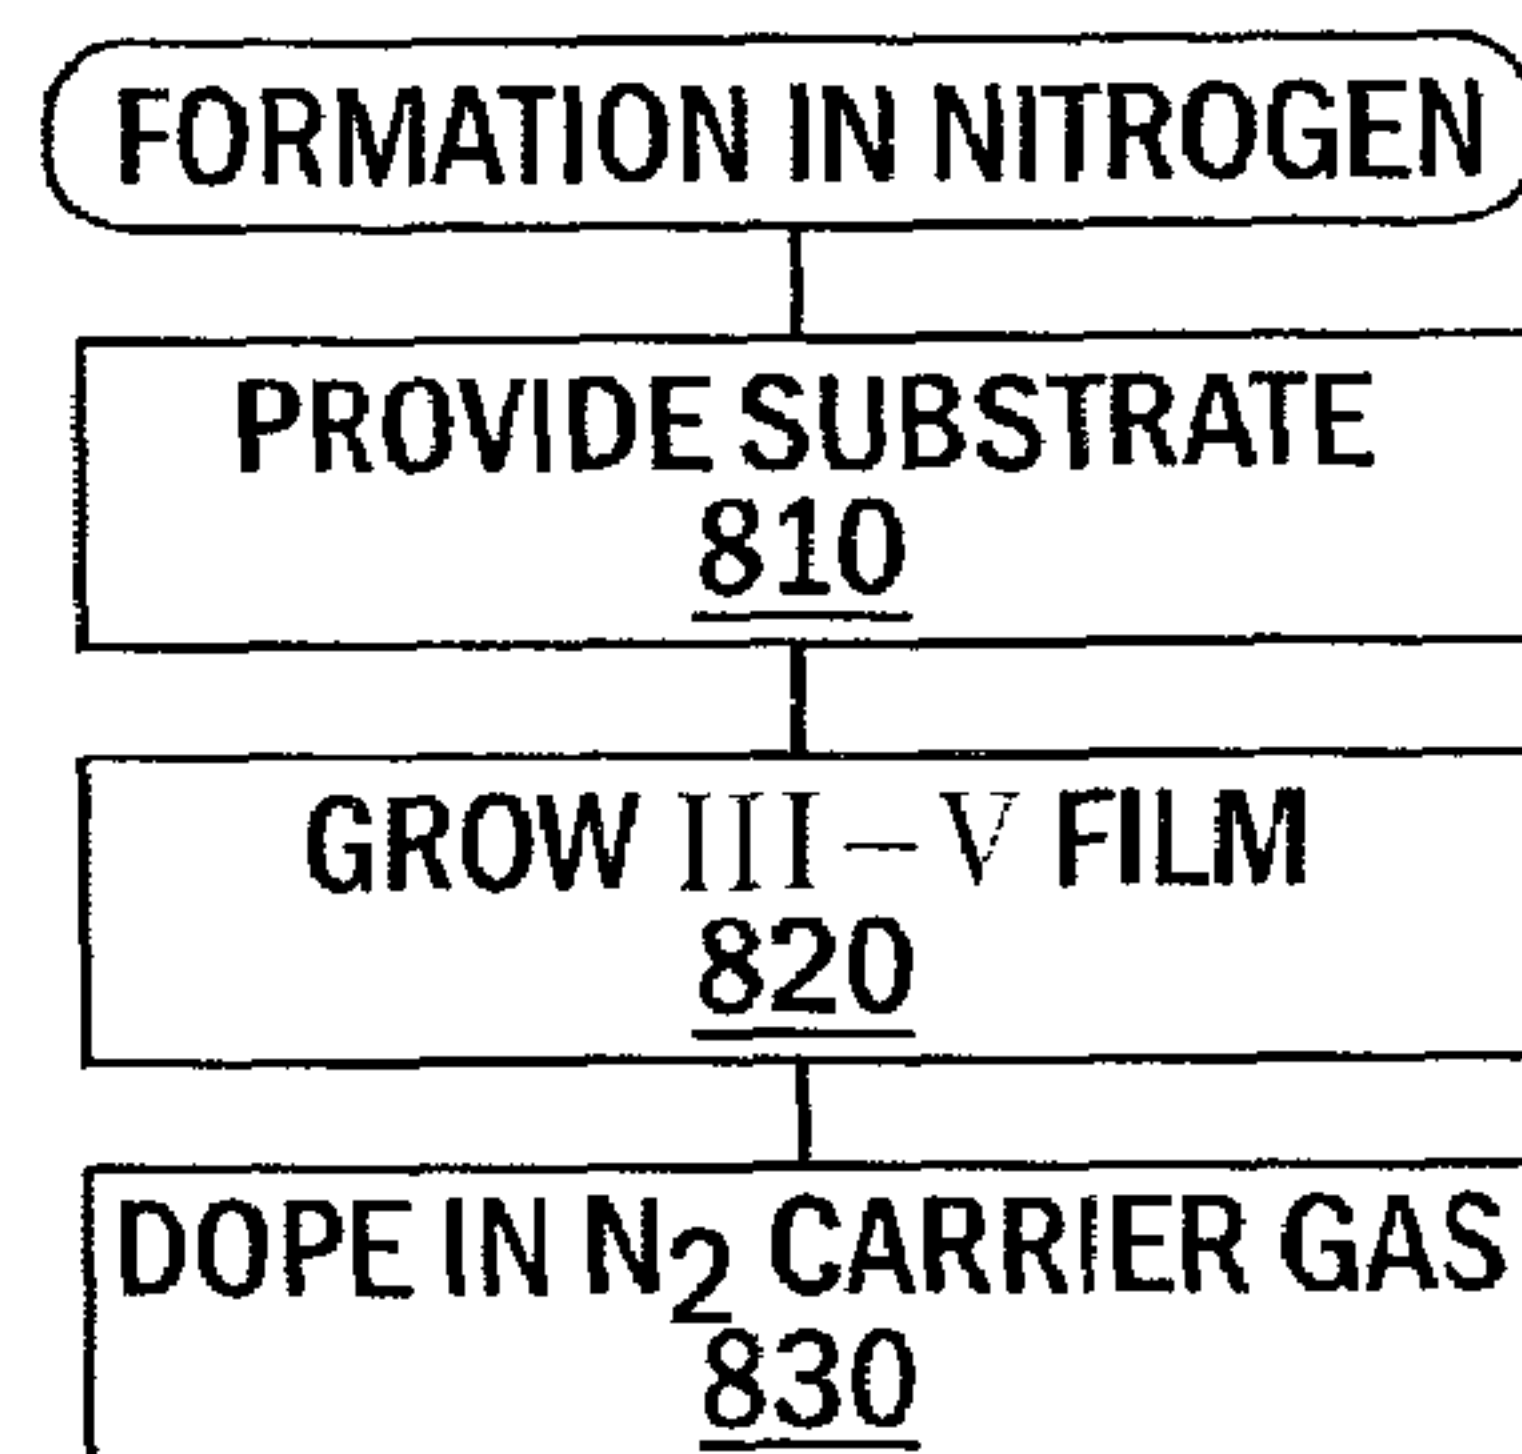 FORMATION IN NITROGEN
PROVIDE SUBSTRATE
810
GROW III-V FILM
820
DOPE IN N₂ CARRIER GAS
830